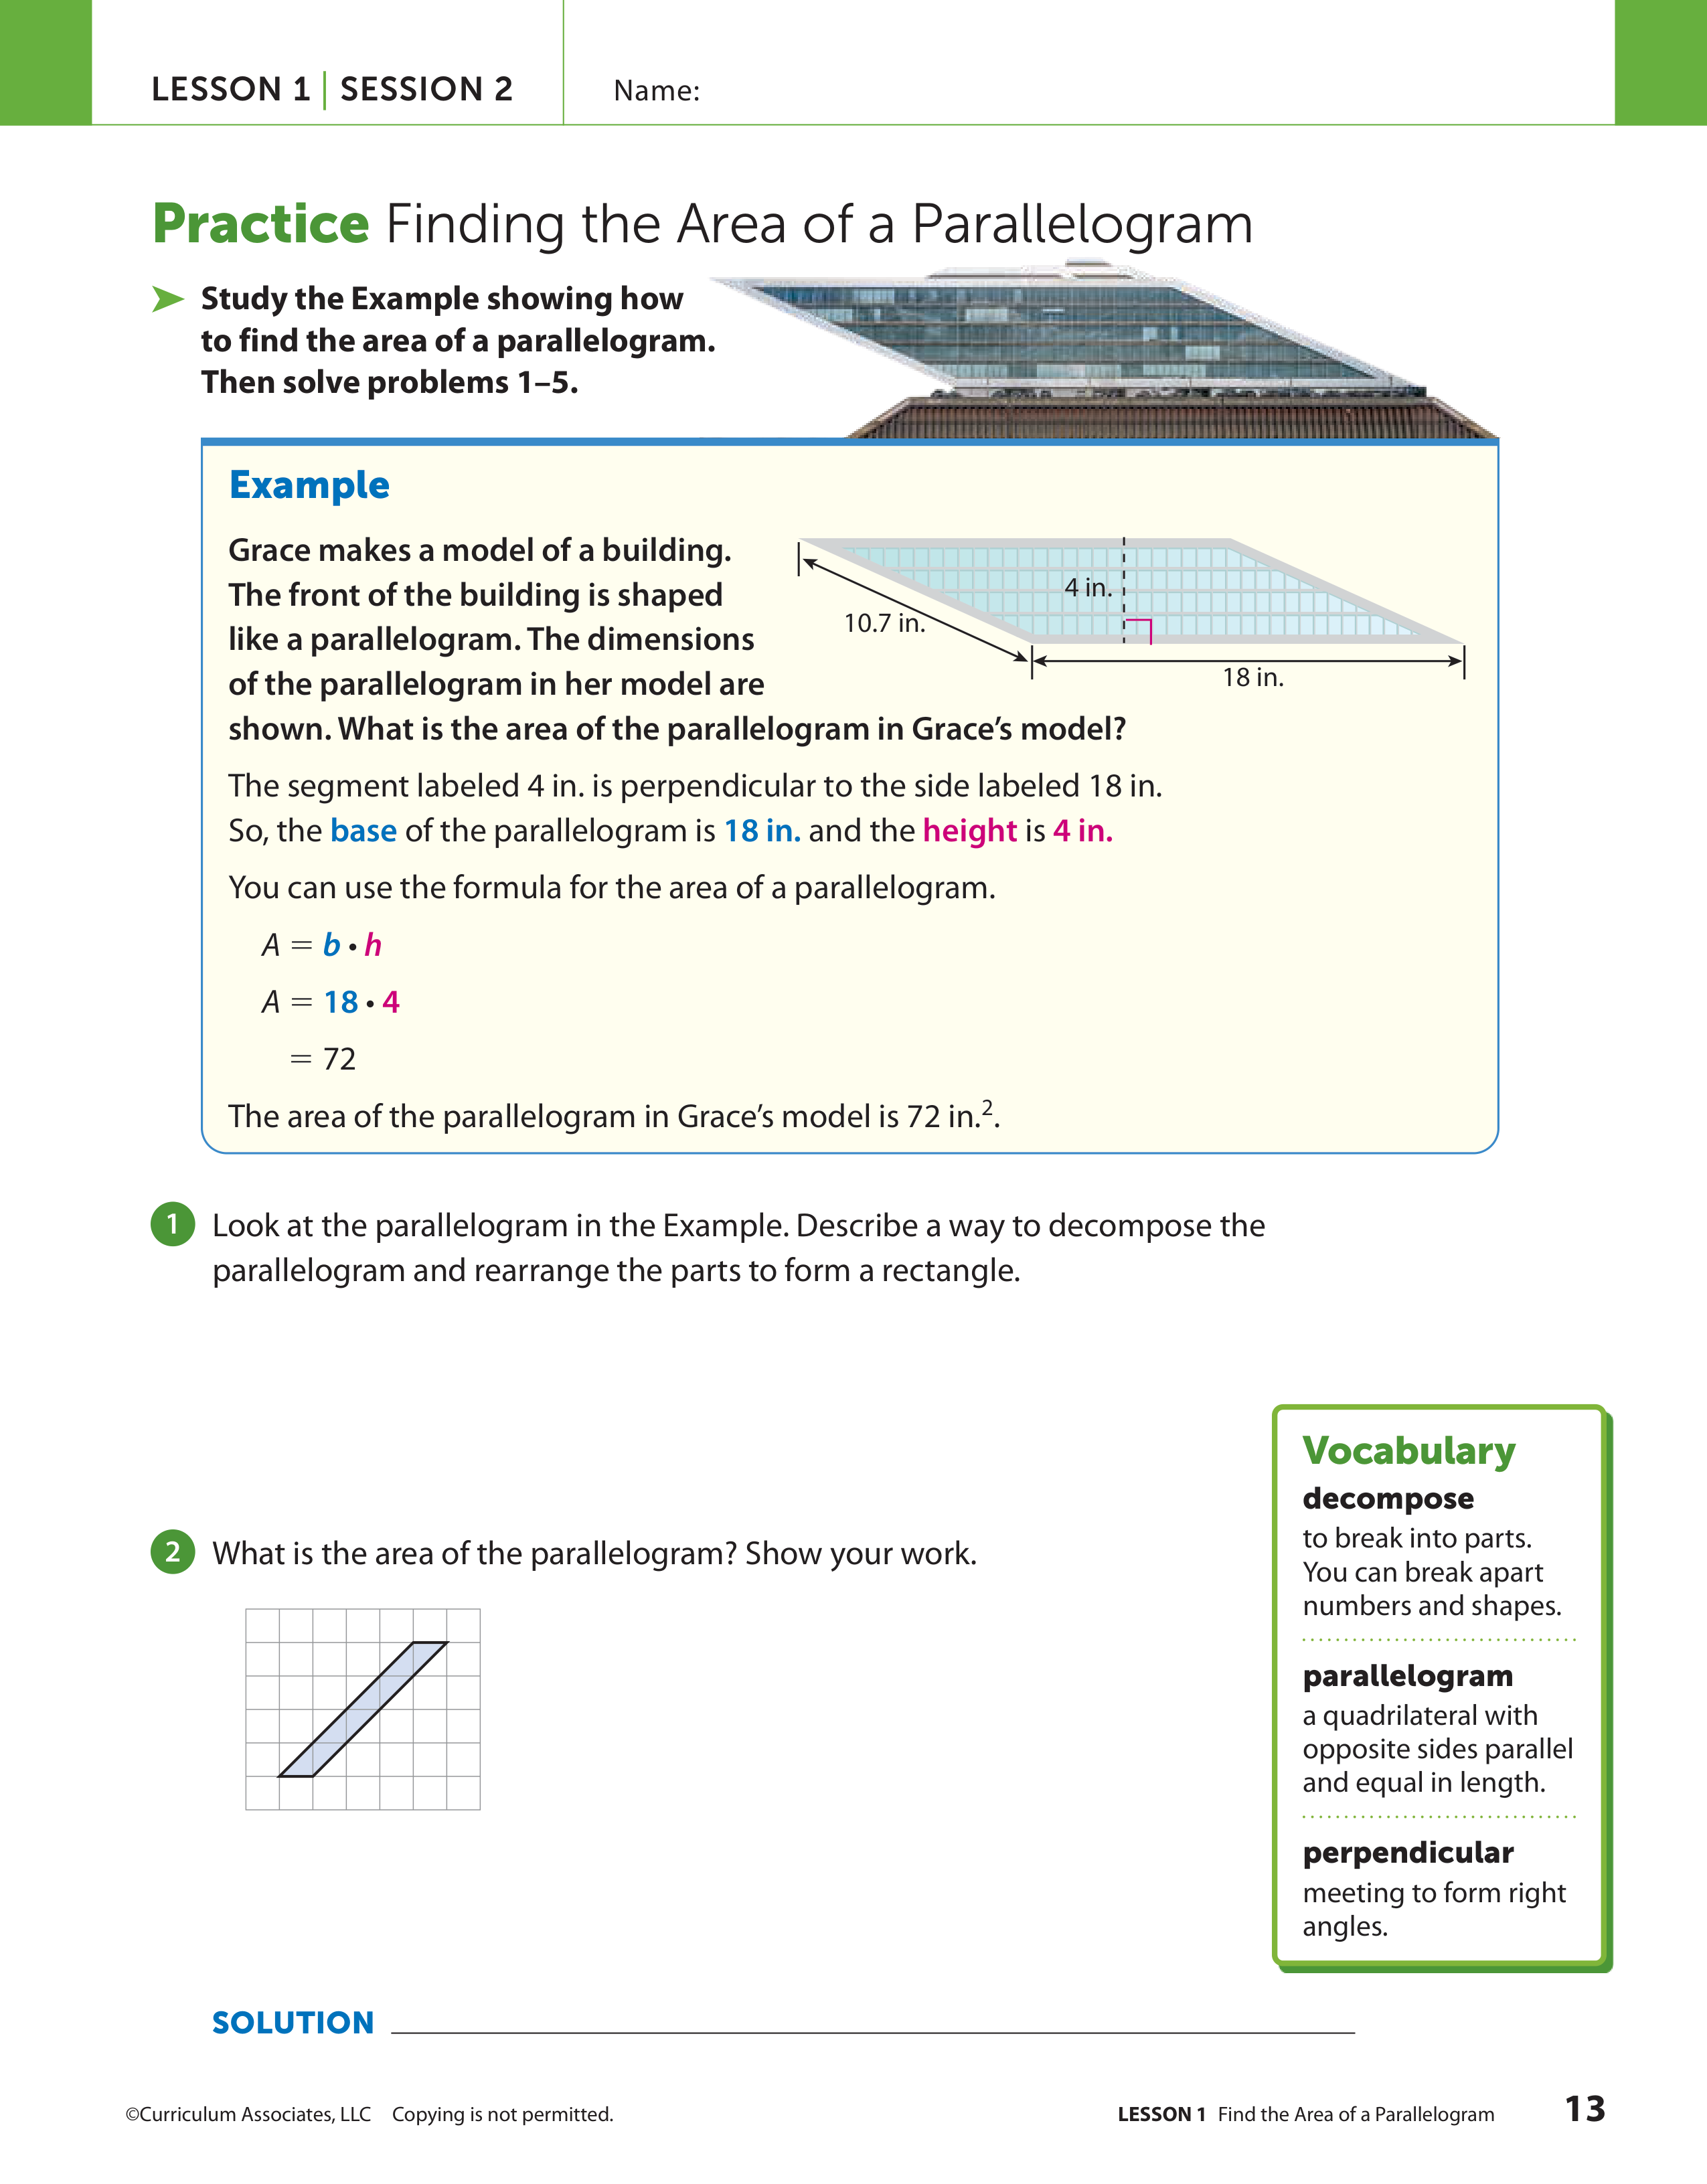 LESSON 1 | SESSION 2
Name:
Practice Finding the Area of a Parallelogram
Study the Example showing how
to find the area of a parallelogram.
Then solve problems 1–5.
Example
Grace makes a model of a building.
The front of the building is shaped
like a parallelogram. The dimensions
of the parallelogram in her model are
shown. What is the area of the parallelogram in Grace’s model?
4 in.
10.7 in.
18 in.
The segment labeled 4 in. is perpendicular to the side labeled 18 in.
So, the base of the parallelogram is 18 in. and the height is 4 in.
You can use the formula for the area of a parallelogram.
A = b • h
A = 18 • 4
= 72
The area of the parallelogram in Grace’s model is 72 in.².
1 Look at the parallelogram in the Example. Describe a way to decompose the
parallelogram and rearrange the parts to form a rectangle.
2 What is the area of the parallelogram? Show your work.
Vocabulary
decompose
to break into parts.
You can break apart
numbers and shapes.
parallelogram
a quadrilateral with
opposite sides parallel
and equal in length.
perpendicular
meeting to form right
angles.
SOLUTION
©Curriculum Associates, LLC Copying is not permitted.
LESSON 1 Find the Area of a Parallelogram 13